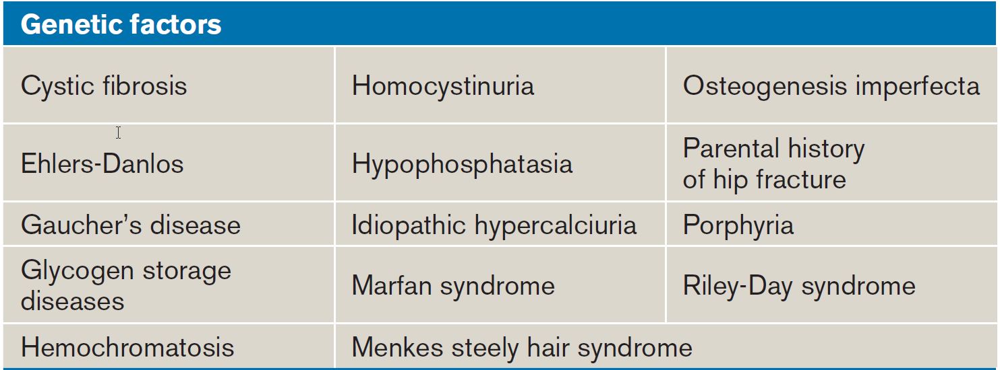 Genetic factors
Cystic fibrosis
Homocystinuria
Osteogenesis imperfecta
Ehlers-Danlos
Hypophosphatasia
Parental history
of hip fracture
Gaucher’s disease
Idiopathic hypercalciuria
Porphyria
Glycogen storage
diseases
Marfan syndrome
Riley-Day syndrome
Hemochromatosis
Menkes steely hair syndrome